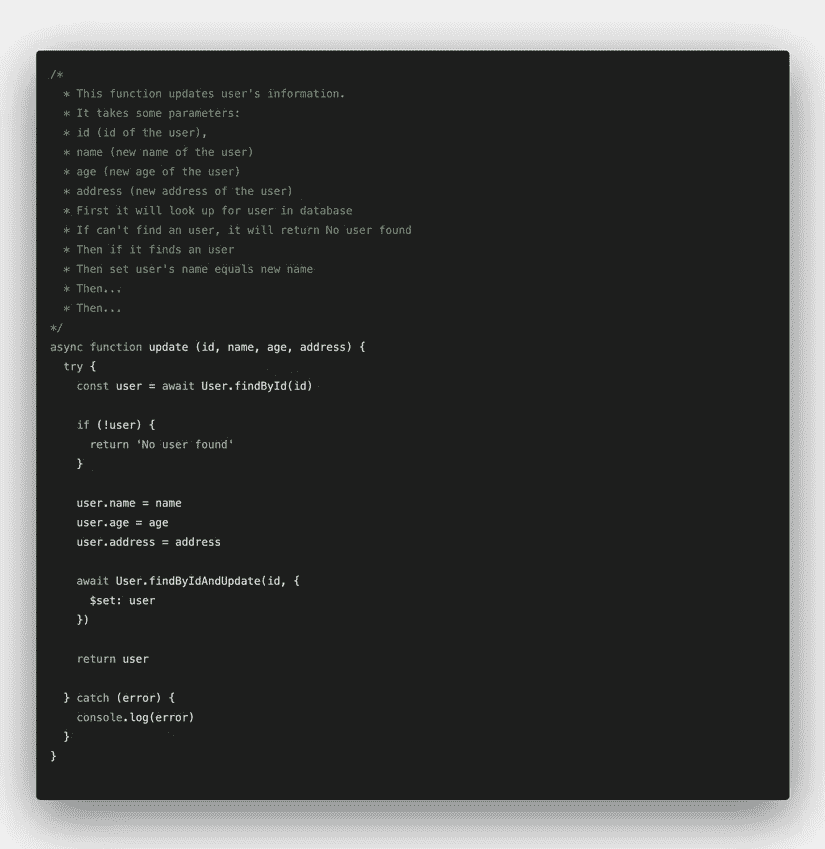 /*
  * This function updates user's information.
  * It takes some parameters:
  * id (id of the user),
  * name (new name of the user)
  * age (new age of the user)
  * address (new address of the user)
  * First it will look up for user in database
  * If can't find an user, it will return No user found
  * Then if it finds an user
  * Then set user's name equals new name
  * Then...
  * Then...
*/
async function update (id, name, age, address) {
  try {
    const user = await User.findById(id)

    if (!user) {
      return 'No user found'
    }

    user.name = name
    user.age = age
    user.address = address

    await User.findByIdAndUpdate(id, {
      $set: user
    })

    return user

  } catch (error) {
    console.log(error)
  }
}